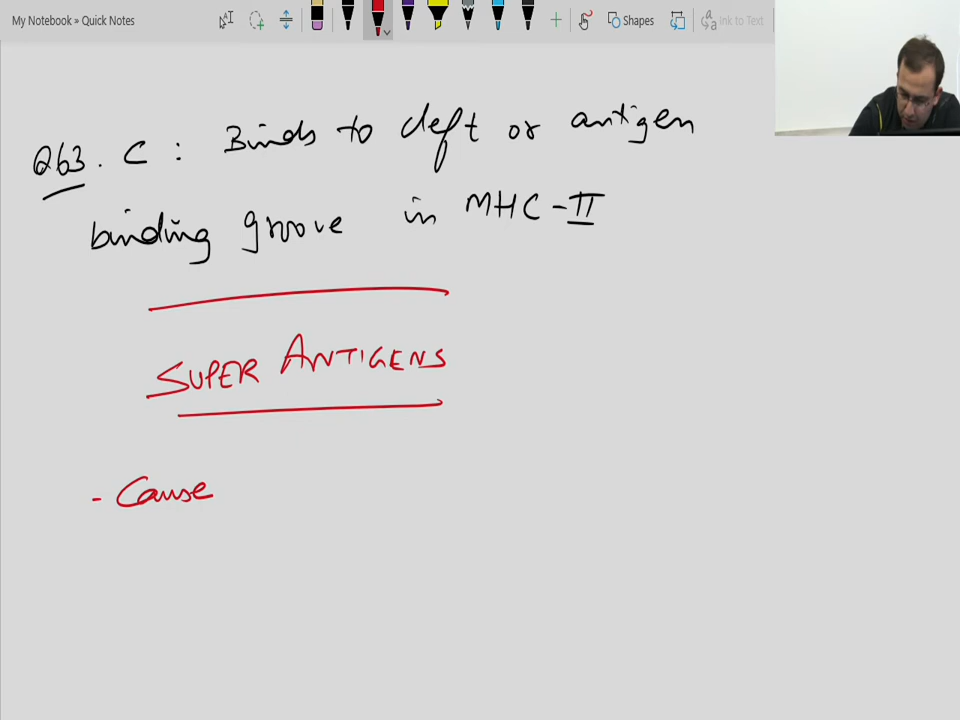 My Notebook » Quick Notes
Shapes
Ink to Text
Q63. C : Binds to cleft or antigen
binding groove in MHC-II
SUPER ANTIGENS
- Cause